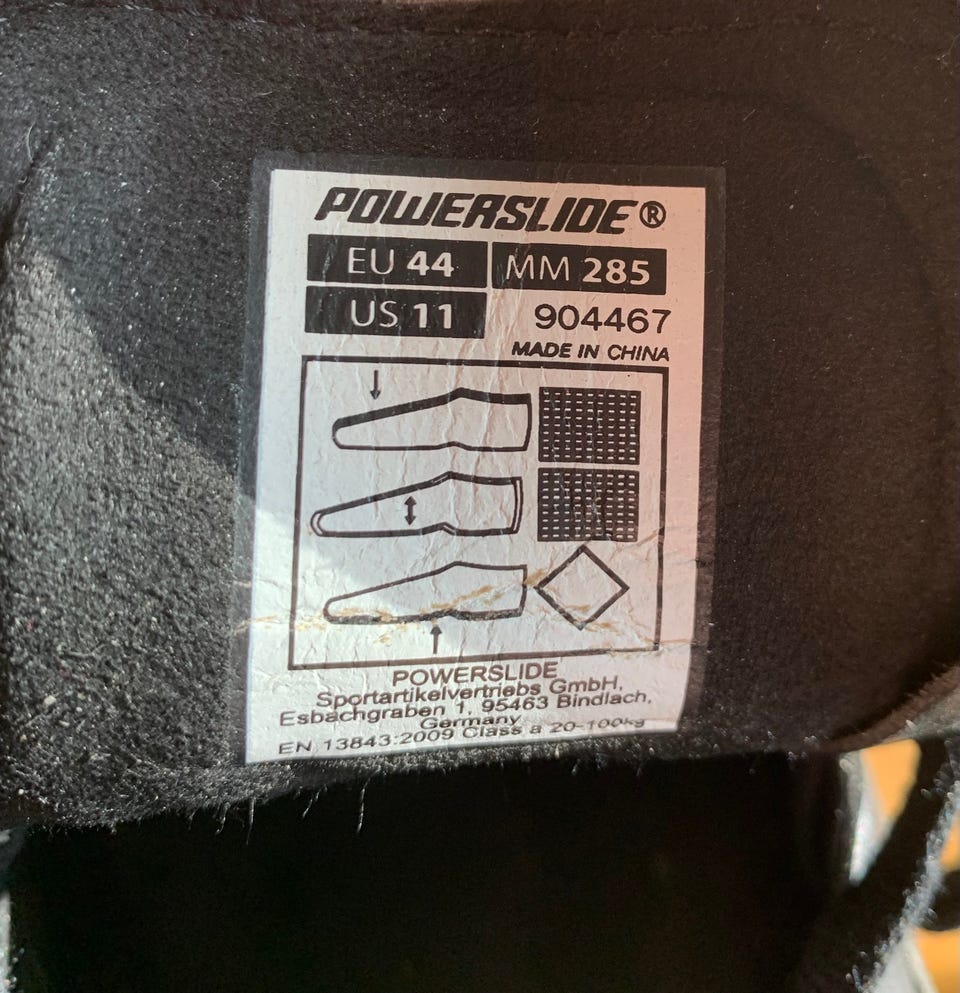 POWERSLIDE®
EU 44 MM 285
US 11 904467
MADE IN CHINA
POWERSLIDE
Sportartikelvertriebs GmbH,
Esbachgraben 1, 95463 Bindlach,
Germany
EN 13843:2009 Class a 20-100kg